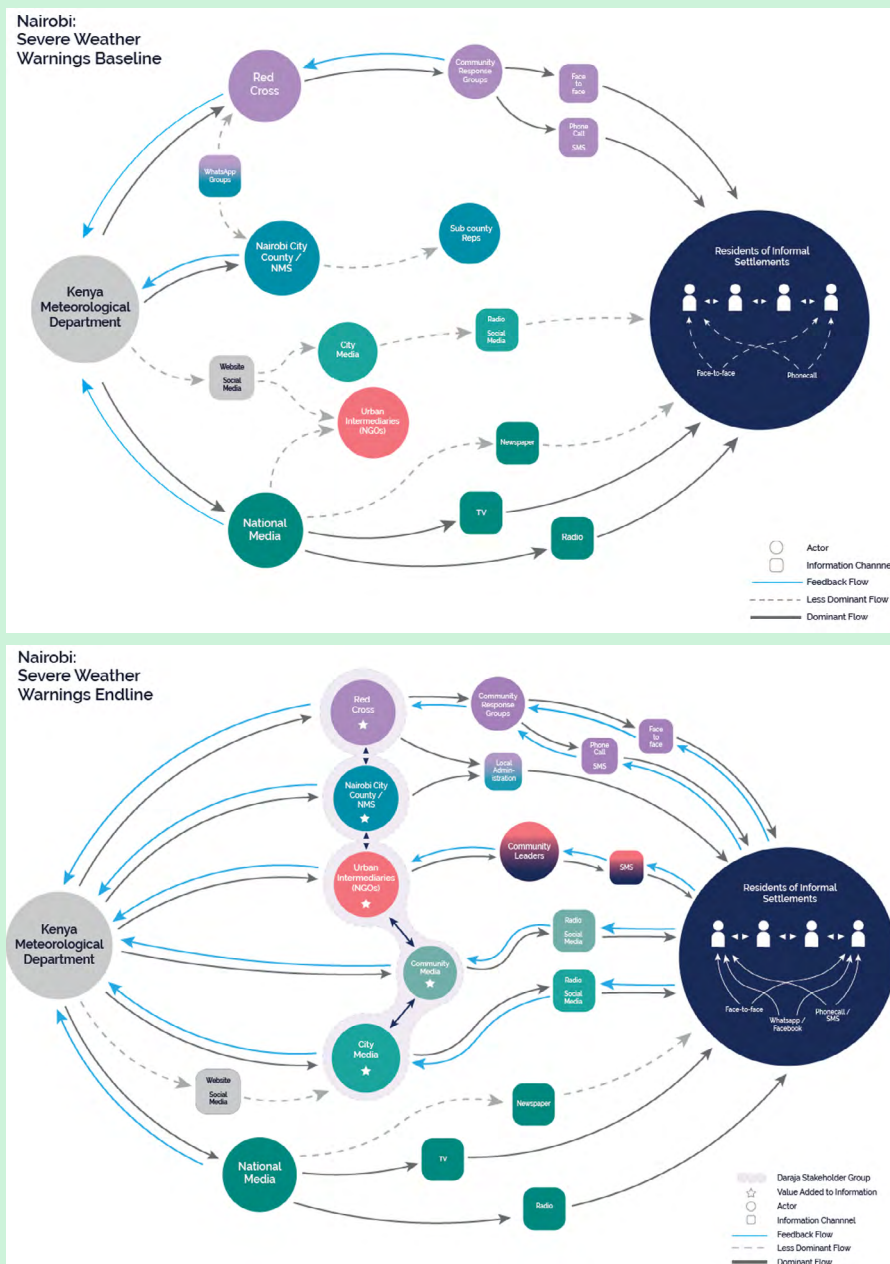 Nairobi:
Severe Weather
Warnings Baseline
Red
Cross
Community
Response
Groups
Face
to
face
Phone
Call
SMS
WhatsApp
Groups
Nairobi City
County /
NMS
Sub county
Reps
Kenya
Meteorological
Department
Website
Social
Media
City
Media
Radio
Social
Media
Urban
Intermediaries
(NGOs)
Newspaper
National
Media
TV
Radio
Residents of Informal
Settlements
Face-to-face
Phonecall
Actor
Information Channnel
Feedback Flow
Less Dominant Flow
Dominant Flow
Nairobi:
Severe Weather
Warnings Endline
Red
Cross
Community
Response
Groups
Face
to
face
Phone
Call
SMS
Local
Admin-
istration
Nairobi City
County /
NMS
Urban
Intermediaries
(NGOs)
Community
Leaders
SMS
Kenya
Meteorological
Department
Community
Media
Radio
Social
Media
Radio
Social
Media
City
Media
Website
Social
Media
Newspaper
National
Media
TV
Radio
Residents of Informal
Settlements
Face-to-face
Whatsapp /
Facebook
Phonecall /
SMS
Daraja Stakeholder Group
Value Added to Information
Actor
Information Channnel
Feedback Flow
Less Dominant Flow
Dominant Flow